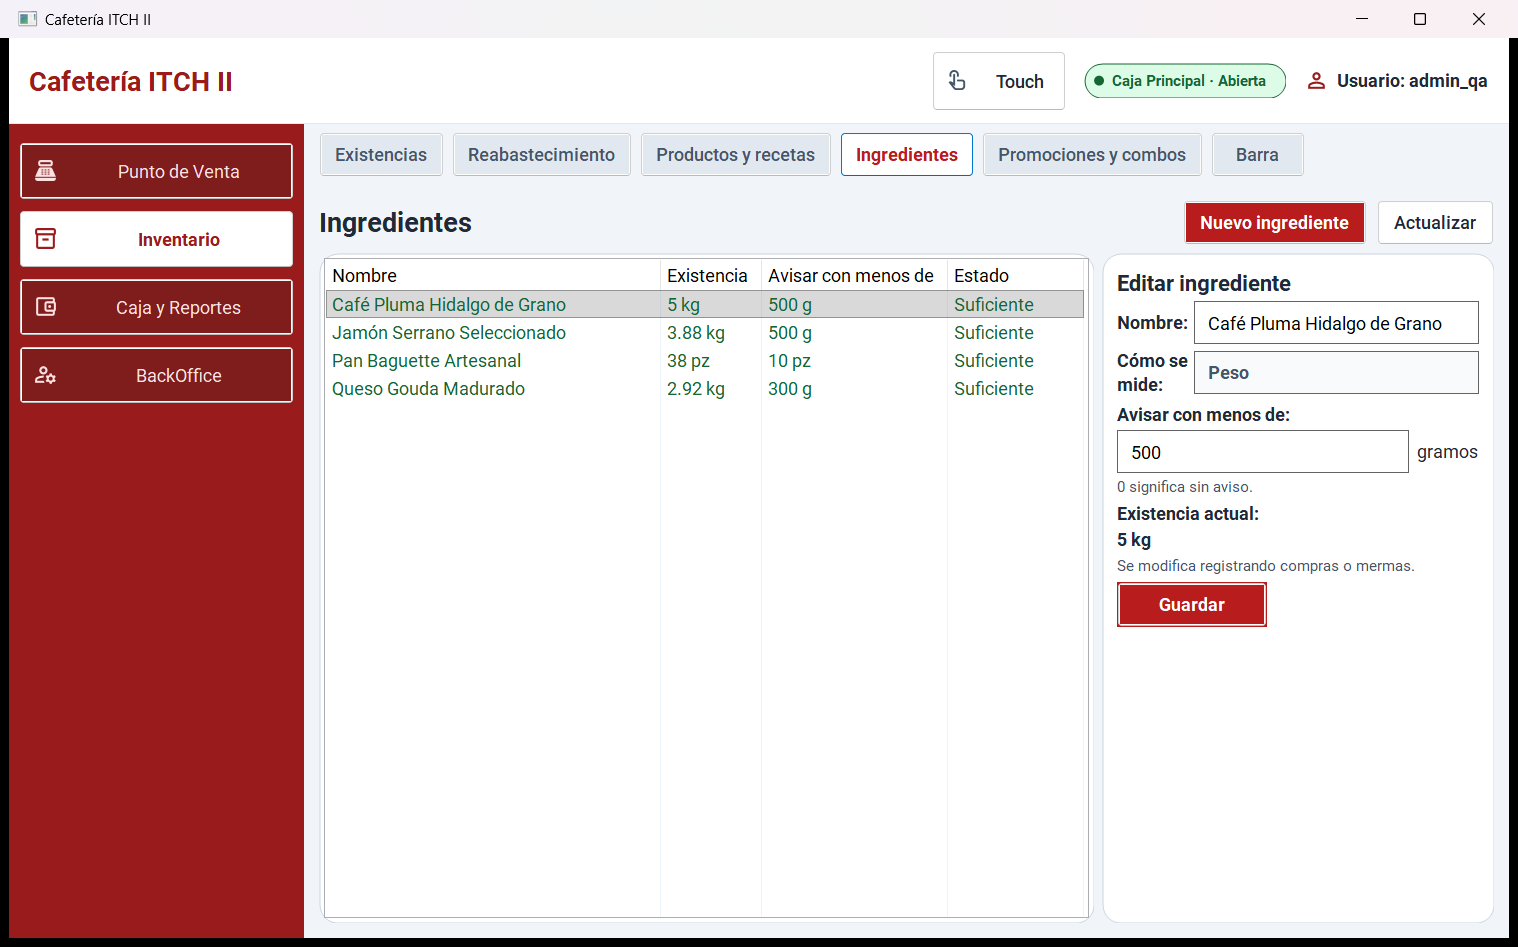 Cafetería ITCH II
Cafetería ITCH II
Touch
Caja Principal · Abierta
Usuario: admin_qa
Punto de Venta
Inventario
Caja y Reportes
BackOffice
Existencias
Reabastecimiento
Productos y recetas
Ingredientes
Promociones y combos
Barra
Ingredientes
Nuevo ingrediente
Actualizar
Nombre Existencia Avisar con menos de Estado
Café Pluma Hidalgo de Grano 5 kg 500 g Suficiente
Jamón Serrano Seleccionado 3.88 kg 500 g Suficiente
Pan Baguette Artesanal 38 pz 10 pz Suficiente
Queso Gouda Madurado 2.92 kg 300 g Suficiente
Editar ingrediente
Nombre: Café Pluma Hidalgo de Grano
Cómo se
mide:
Peso
Avisar con menos de:
500 gramos
0 significa sin aviso.
Existencia actual:
5 kg
Se modifica registrando compras o mermas.
Guardar